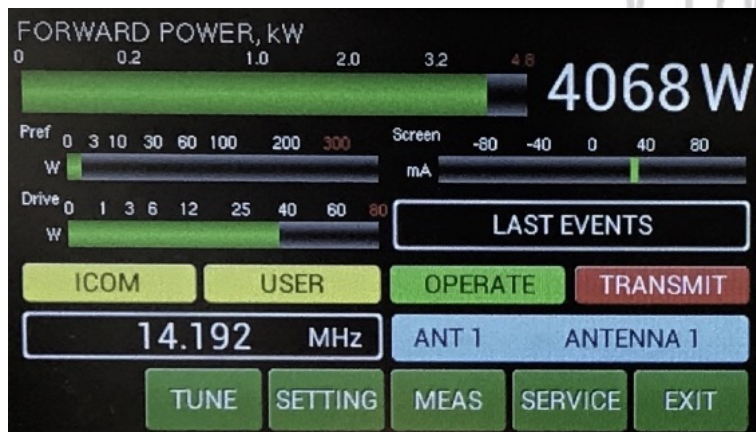 FORWARD POWER, kW
0 0.2 1.0 2.0 3.2 4.8
4068 W
Pref 0 3 10 30 60 100 200 300
W
Screen -80 -40 0 40 80
mA
Drive 0 1 3 6 12 25 40 60 80
W
LAST EVENTS
ICOM USER OPERATE TRANSMIT
14.192 MHz ANT 1 ANTENNA 1
TUNE SETTING MEAS SERVICE EXIT